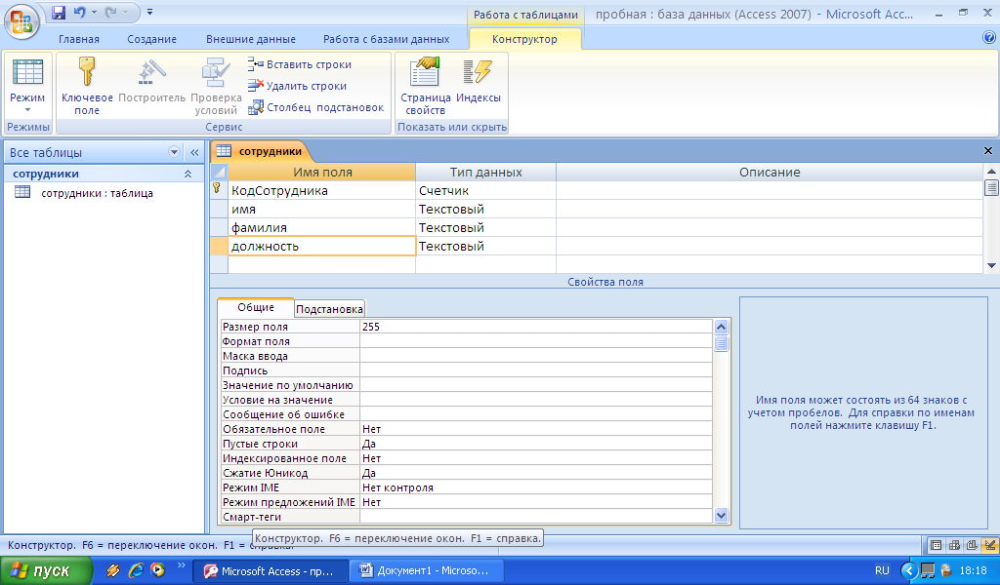 Работа с таблицами пробная : база данных (Access 2007) - Microsoft Acc...
Главная Создание Внешние данные Работа с базами данных Конструктор
Режим
Ключевое поле
Построитель
Проверка условий
Вставить строки
Удалить строки
Столбец подстановок
Страница свойств
Индексы
Режимы Сервис Показать или скрыть
Все таблицы
сотрудники
сотрудники : таблица
сотрудники
Имя поля Тип данных Описание
КодСотрудника Счетчик
имя Текстовый
фамилия Текстовый
должность Текстовый
Свойства поля
Общие Подстановка
Размер поля 255
Формат поля
Маска ввода
Подпись
Значение по умолчанию
Условие на значение
Сообщение об ошибке
Обязательное поле Нет
Пустые строки Да
Индексированное поле Нет
Сжатие Юникод Да
Режим IME Нет контроля
Режим предложений IME Нет
Смарт-теги
Имя поля может состоять из 64 знаков с
учетом пробелов. Для справки по именам
полей нажмите клавишу F1.
Конструктор. F6 = переключение окон. F1 = справка.
Конструктор. F6 = переключение окон. F1 = справка.
пуск
Microsoft Access - пр...
Документ1 - Microso...
RU
18:18